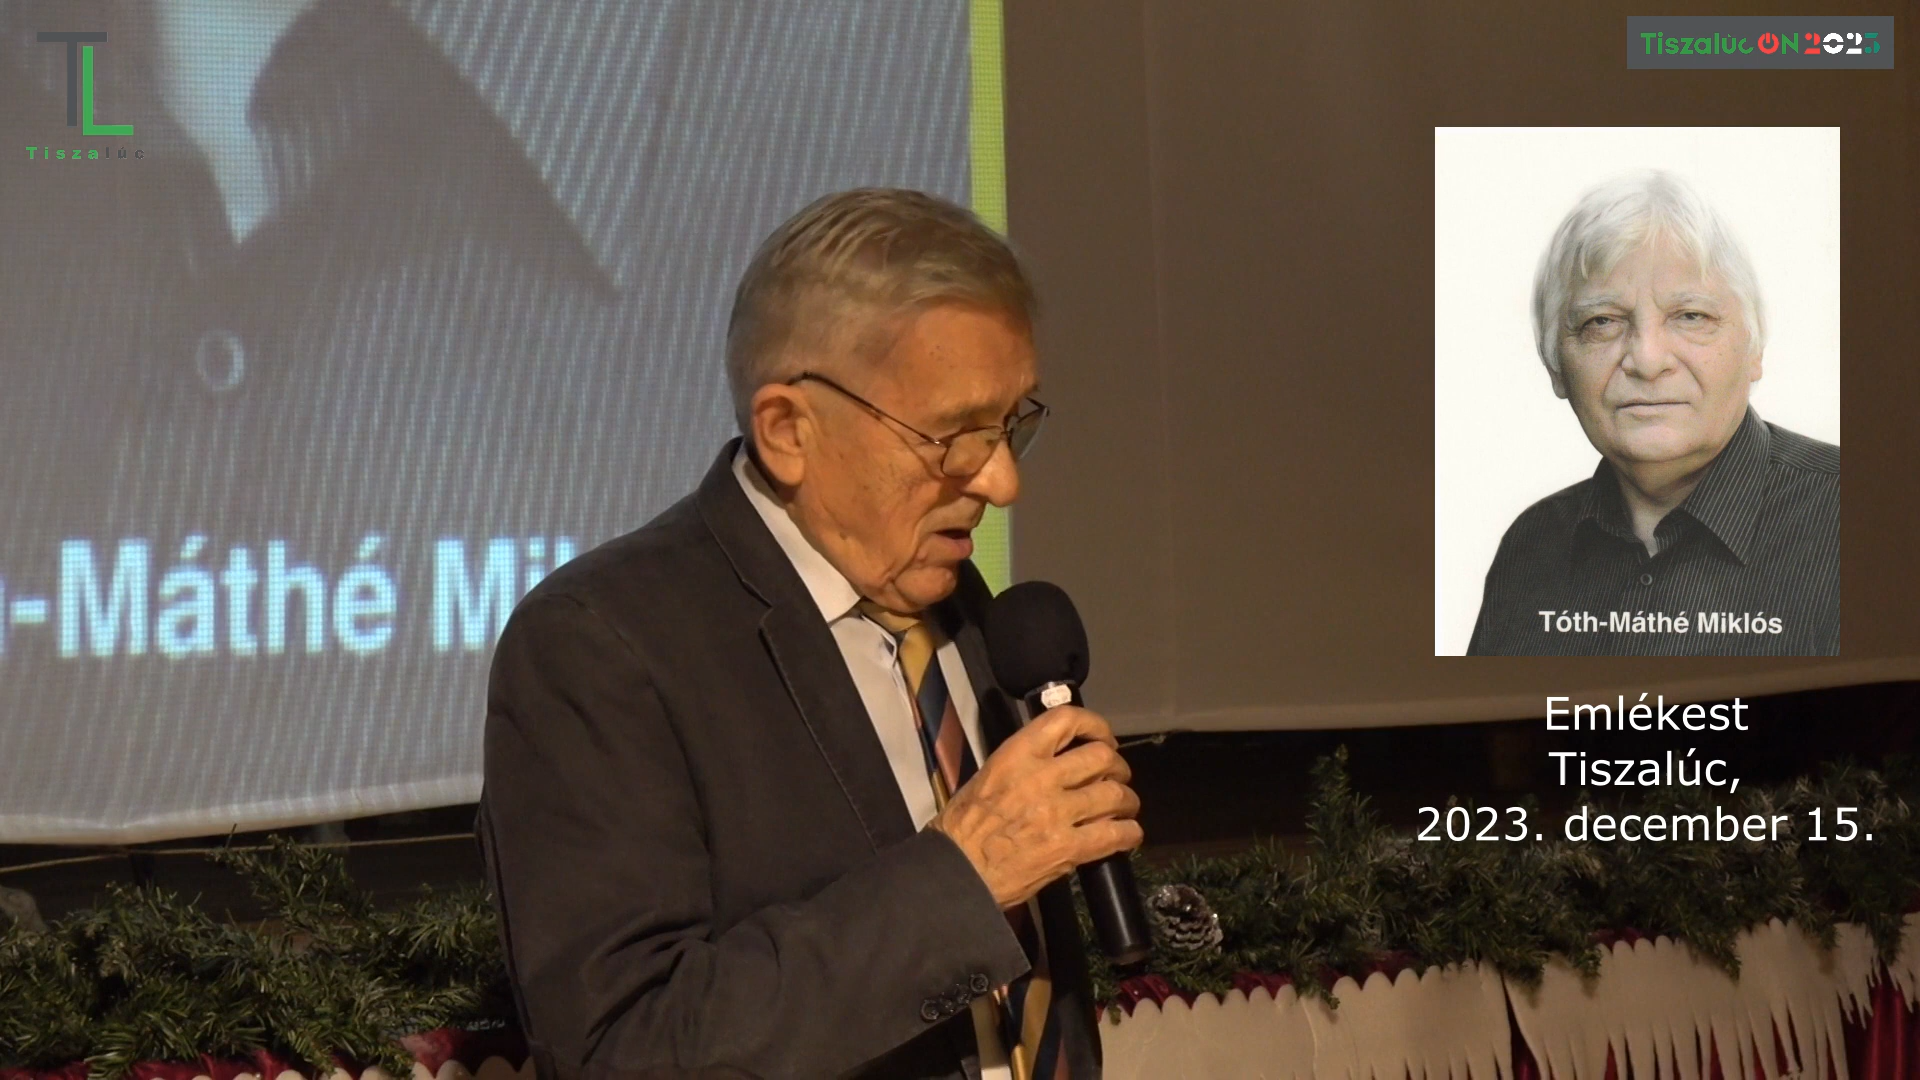 TL
Tiszalúc
TiszalúcON2023
-Máthé Mi
Tóth-Máthé Miklós
Emlékest
Tiszalúc,
2023. december 15.